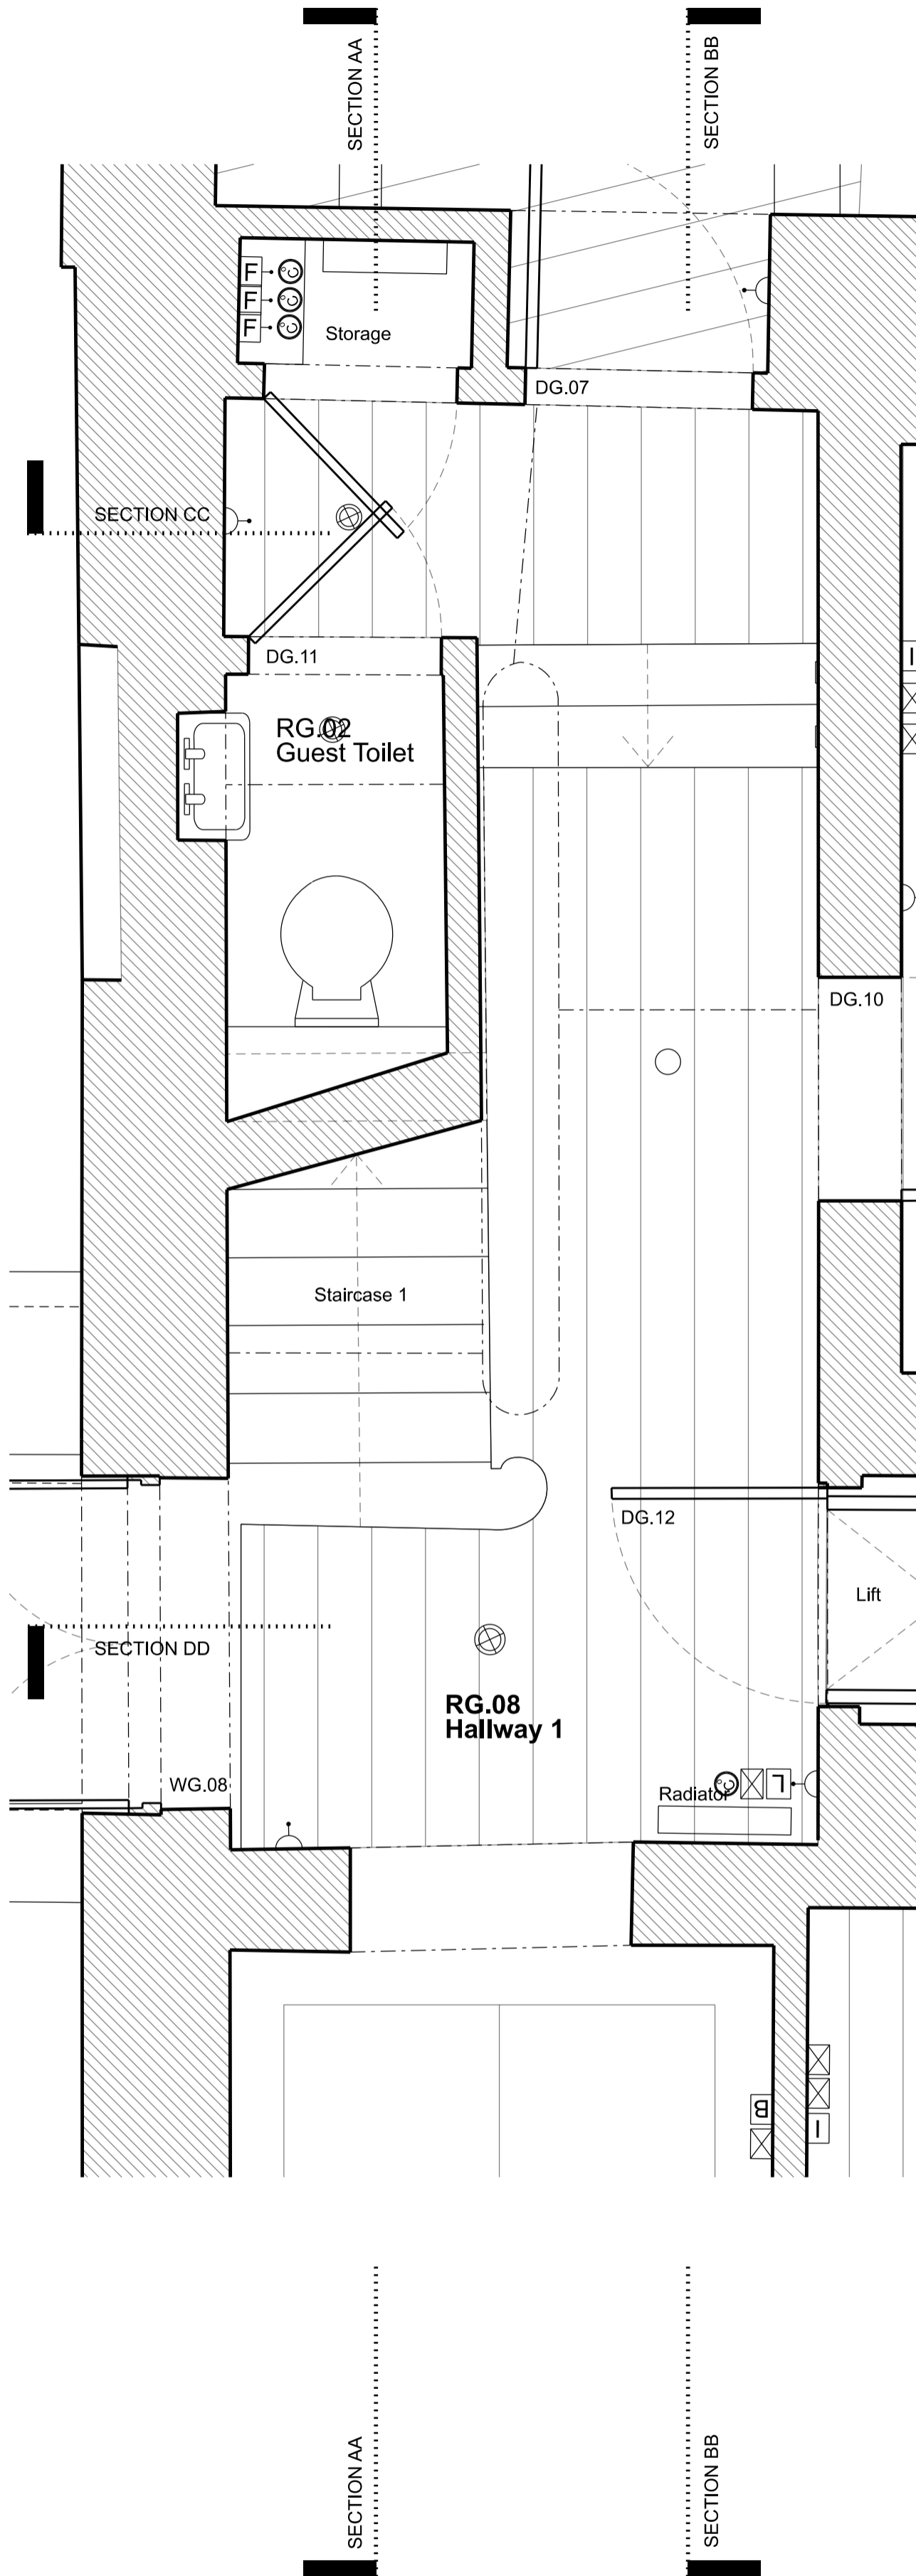 SECTION AA
SECTION BB
F
F
F
°C
°C
°C
Storage
DG.07
SECTION CC
DG.11
I
RG.02
Guest Toilet
DG.10
Staircase 1
DG.12
Lift
SECTION DD
RG.08
Hallway 1
WG.08
°C
L
Radiator
B
I
SECTION AA
SECTION BB